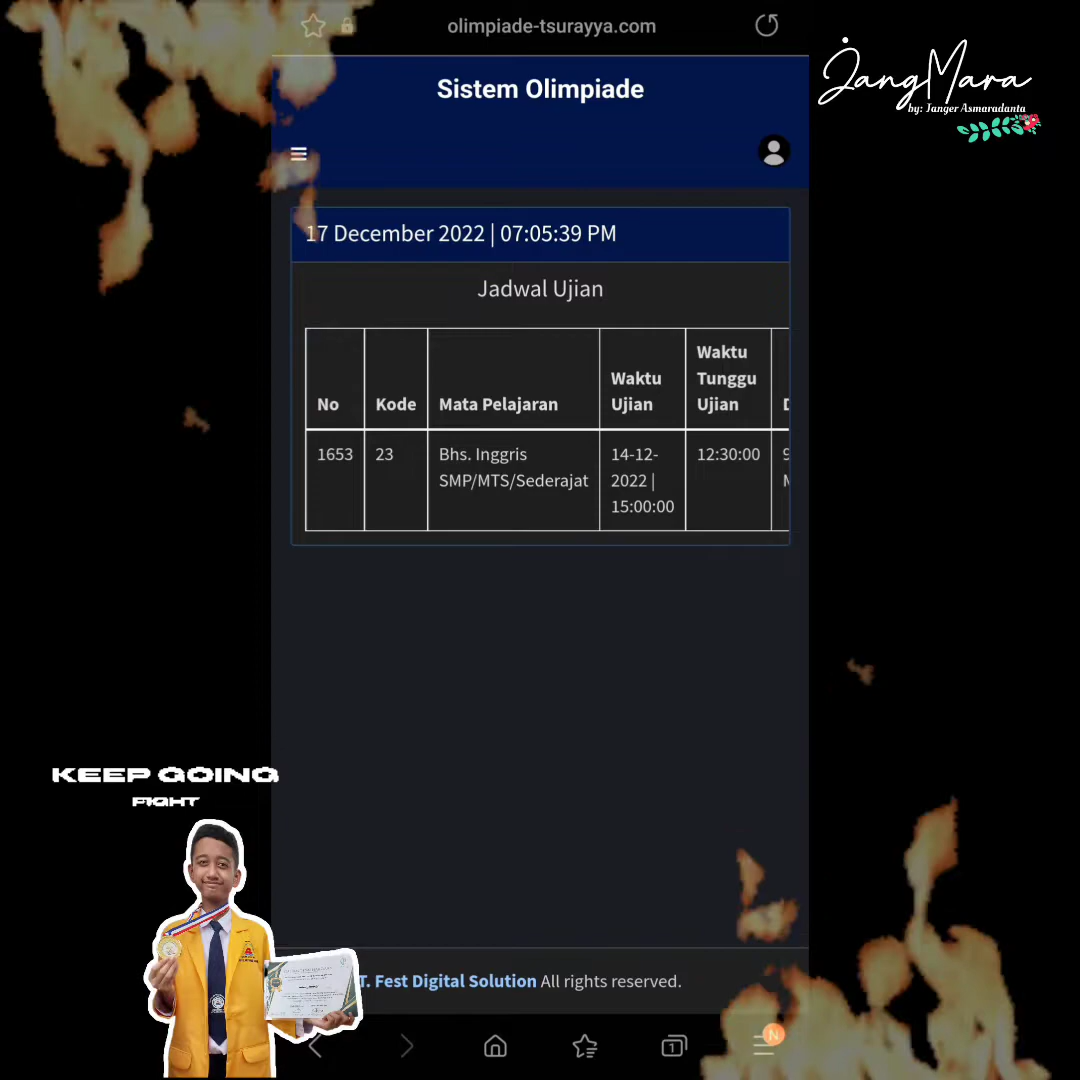 olimpiade-tsurayya.com
JangMara
by: Janger Asmaradanta
Sistem Olimpiade
17 December 2022 | 07:05:39 PM
Jadwal Ujian
No
Kode
Mata Pelajaran
Waktu
Ujian
Waktu
Tunggu
Ujian
1653
23
Bhs. Inggris
SMP/MTS/Sederajat
14-12-
2022 |
15:00:00
12:30:00
9
KEEP GOING
FIGHT
T. Fest Digital Solution All rights reserved.
1
N